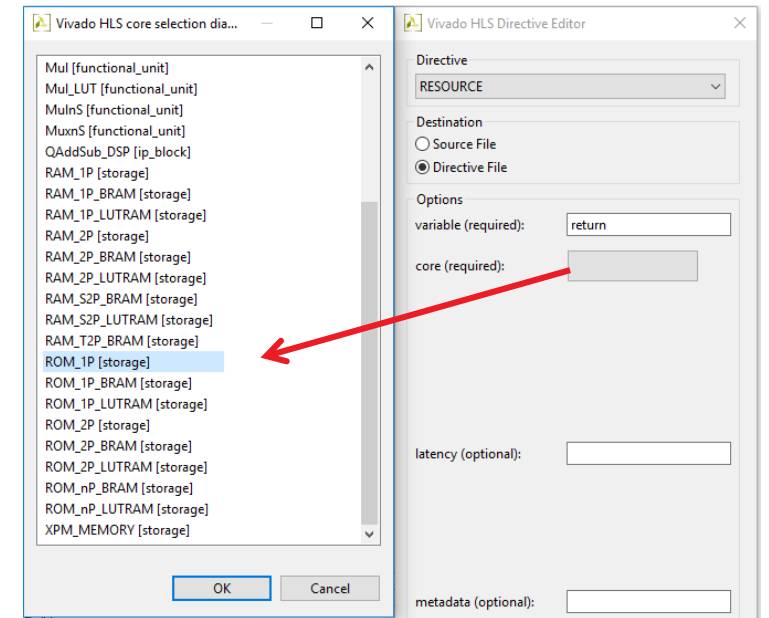 Vivado HLS core selection dia...
Mul [functional_unit]
Mul_LUT [functional_unit]
MulnS [functional_unit]
MuxnS [functional_unit]
QAddSub_DSP [ip_block]
RAM_1P [storage]
RAM_1P_BRAM [storage]
RAM_1P_LUTRAM [storage]
RAM_2P [storage]
RAM_2P_BRAM [storage]
RAM_2P_LUTRAM [storage]
RAM_S2P_BRAM [storage]
RAM_S2P_LUTRAM [storage]
RAM_T2P_BRAM [storage]
ROM_1P [storage]
ROM_1P_BRAM [storage]
ROM_1P_LUTRAM [storage]
ROM_2P [storage]
ROM_2P_BRAM [storage]
ROM_2P_LUTRAM [storage]
ROM_nP_BRAM [storage]
ROM_nP_LUTRAM [storage]
XPM_MEMORY [storage]
OK Cancel
Vivado HLS Directive Editor
Directive
RESOURCE
Destination
Source File
Directive File
Options
variable (required): return
core (required):
latency (optional):
metadata (optional):